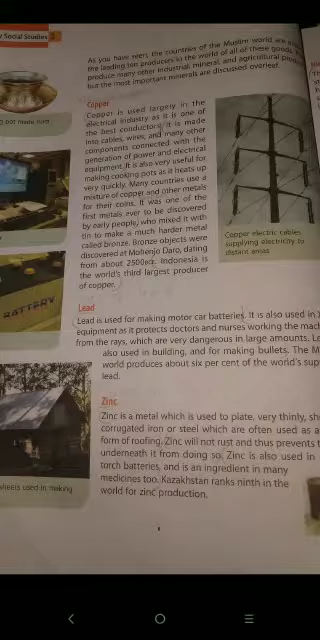 Social Studies
As you have seen, the countries of the Muslim world are
the leading ten producers in the world of all of these goods.
produce many other industrial, mineral, and agricultural
but the most important minerals are discussed overleaf.
Copper
Copper is used largely in the
electrical industry as it is one of
the best conductors. It is made
into cables, wires, and many other
components connected with the
generation of power and electrical
equipment. It is also very useful for
making cooking pots as it heats up
very quickly. Many countries use a
mixture of copper and other metals
for their coins. It was one of the
first metals ever to be discovered
by early people, who mixed it with
tin to make a much harder metal
called bronze. Bronze objects were
discovered at Mohenjo Daro, dating
from about 2500BCE. Indonesia is
the world's third largest producer
of copper.
pot made from
Copper electric cables
supplying electricity to
distant areas
BATTERY
Lead
Lead is used for making motor car batteries. It is also used in
equipment as it protects doctors and nurses working the
from the rays, which are very dangerous in large amounts.
also used in building, and for making bullets. The
world produces about six per cent of the world's
lead.
Zinc
Zinc is a metal which is used to plate, very thinly,
corrugated iron or steel which are often used as a
form of roofing. Zinc will not rust and thus prevents
underneath it from doing so. Zinc is also used in
torch batteries, and is an ingredient in many
medicines too. Kazakhstan ranks ninth in the
world for zinc production.
used in making